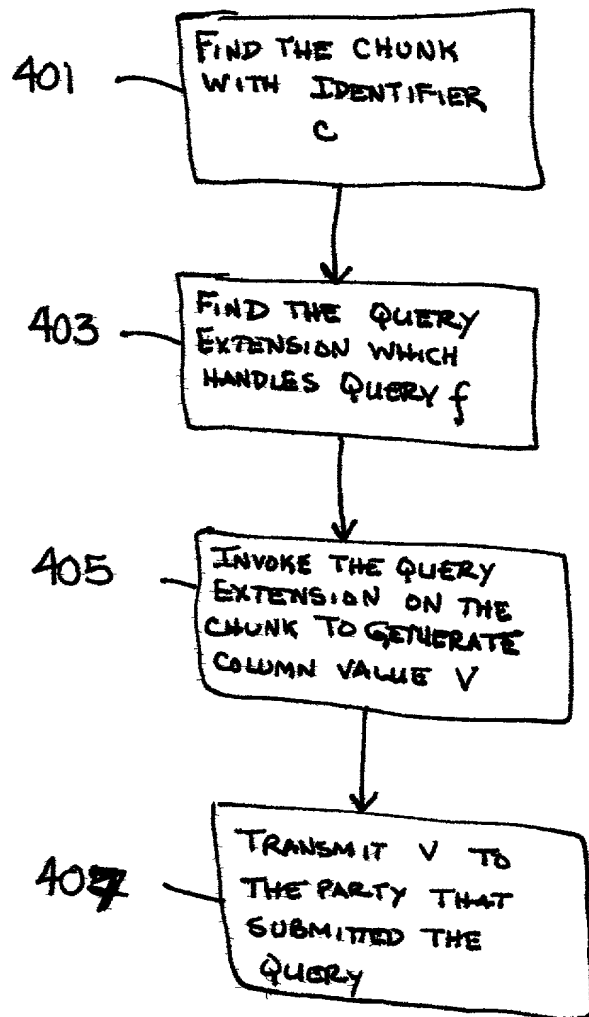 401
FIND THE CHUNK
WITH IDENTIFIER
C
403
FIND THE QUERY
EXTENSION WHICH
HANDLES QUERY f
405
INVOKE THE QUERY
EXTENSION ON THE
CHUNK TO GENERATE
COLUMN VALUE V
407
TRANSMIT V TO
THE PARTY THAT
SUBMITTED THE
QUERY